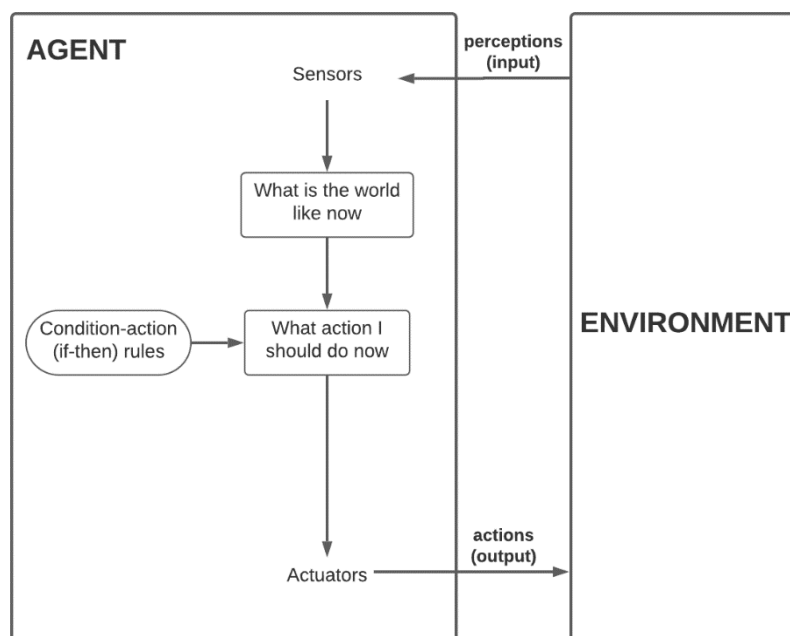 AGENT
perceptions
(input)
Sensors
What is the world
like now
Condition-action
(if-then) rules
What action I
should do now
ENVIRONMENT
actions
(output)
Actuators